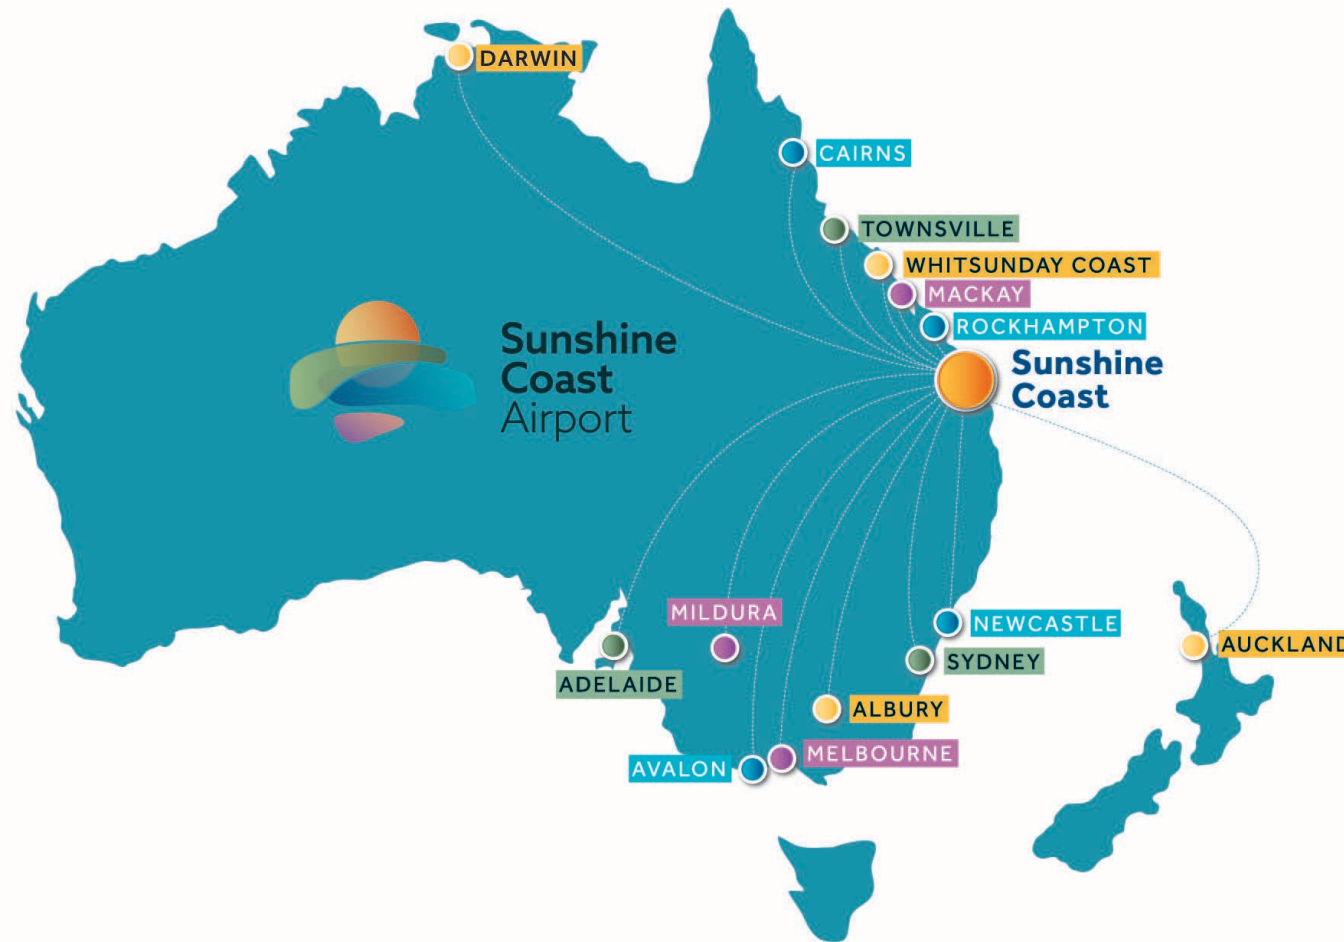 DARWIN
CAIRNS
TOWNSVILLE
WHITSUNDAY COAST
MACKAY
ROCKHAMPTON
Sunshine
Coast
Airport
Sunshine
Coast
MILDURA
NEWCASTLE
AUCKLAND
SYDNEY
ADELAIDE
ALBURY
MELBOURNE
AVALON